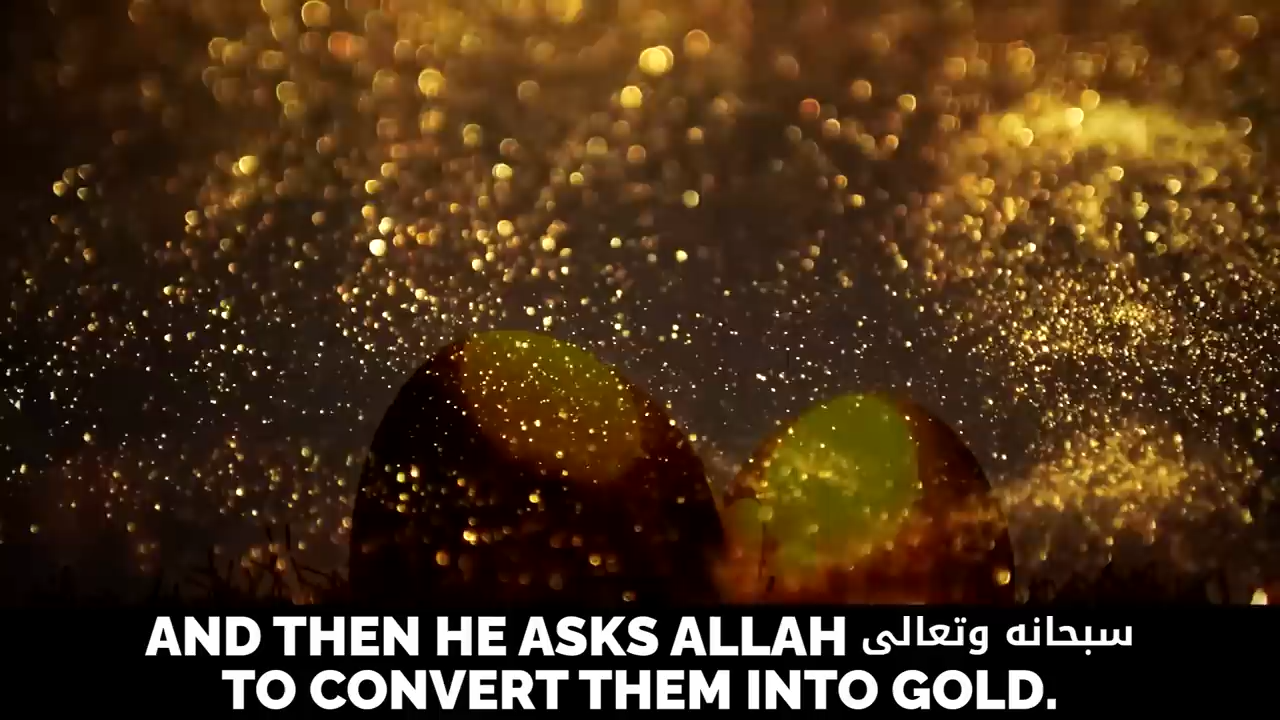 AND THEN HE ASKS ALLAH سبحانه وتعالى
TO CONVERT THEM INTO GOLD.